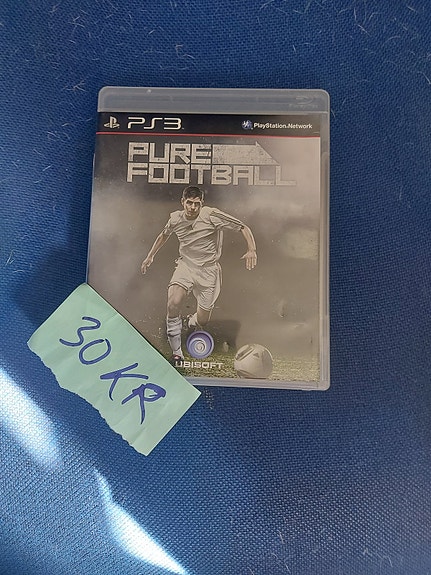 PS3
PlayStation Network
PURE
FOOTBALL
UBISOFT
30 KR